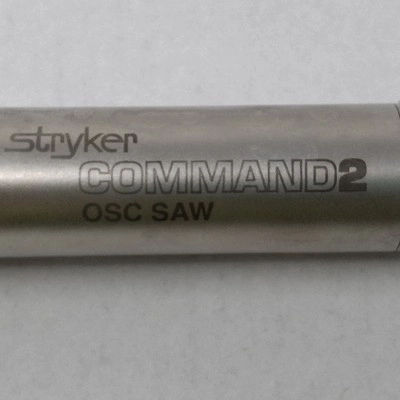 stryker
COMMAND2
OSC SAW